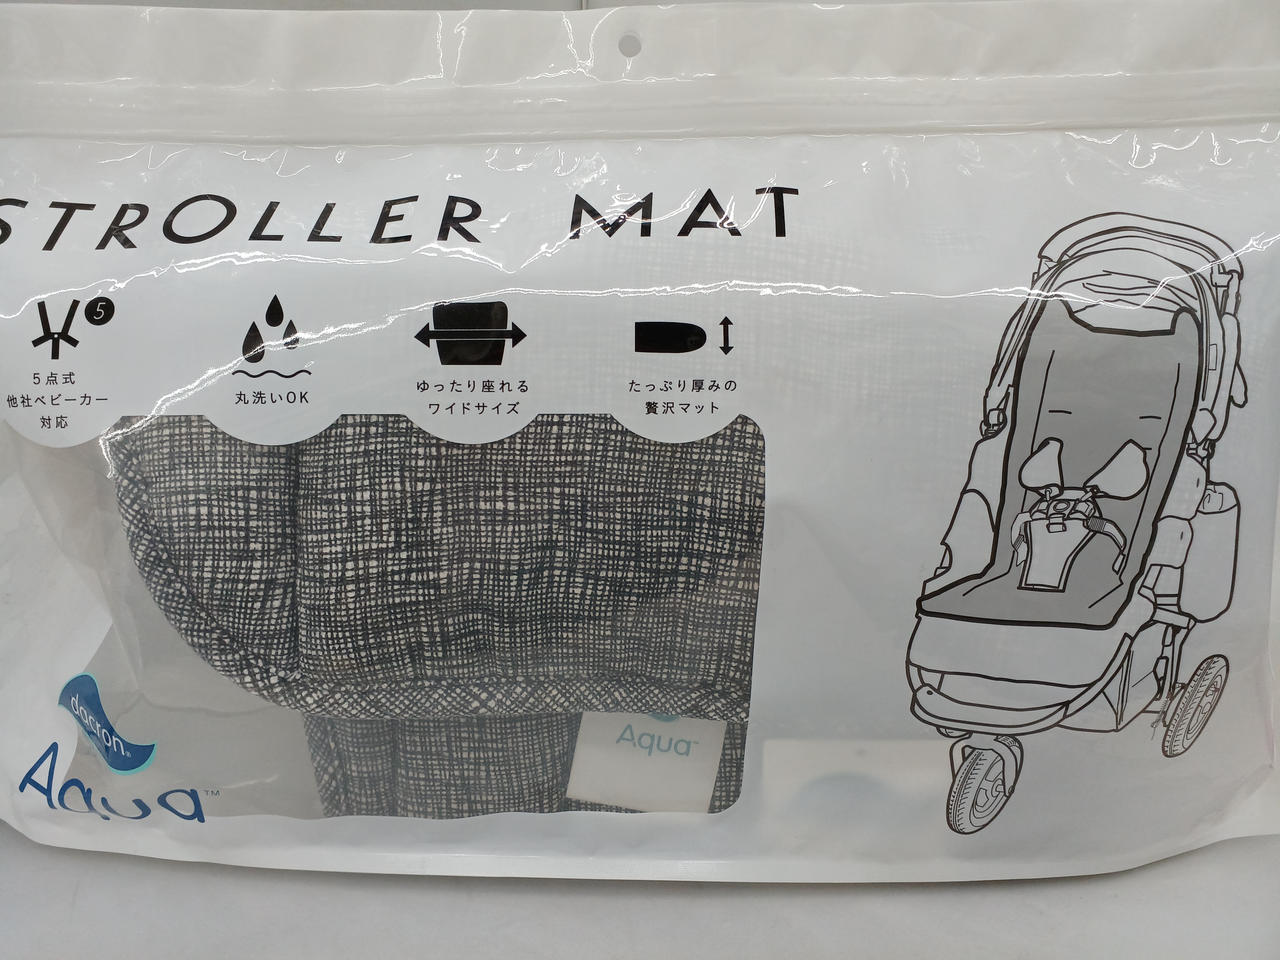 STROLLER MAT
5
5点式
他社ベビーカー
対応
丸洗いOK
ゆったり座れる
ワイドサイズ
たっぷり厚みの
贅沢マット
dacron®
Aqua™
Aqua™